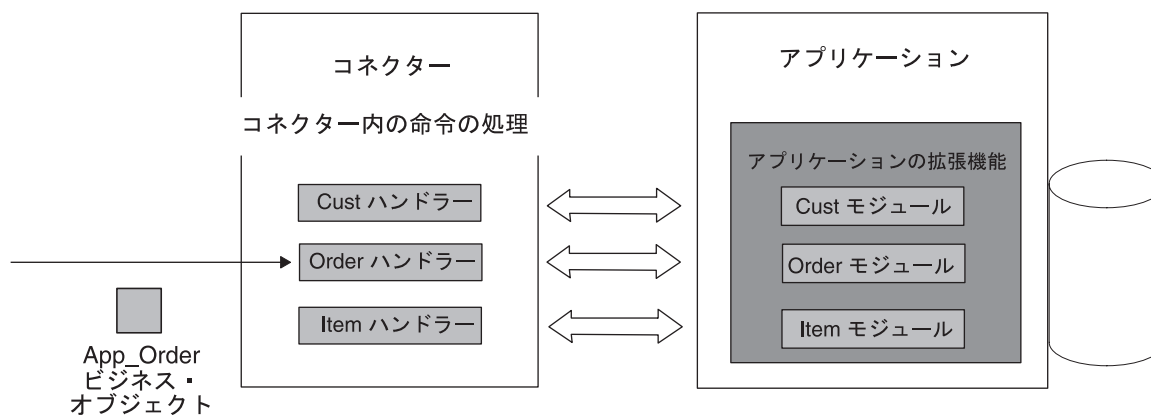 コネクター
コネクター内の命令の処理
Cust ハンドラー
Order ハンドラー
Item ハンドラー
アプリケーション
アプリケーションの拡張機能
Cust モジュール
Order モジュール
Item モジュール
App_Order
ビジネス・
オブジェクト